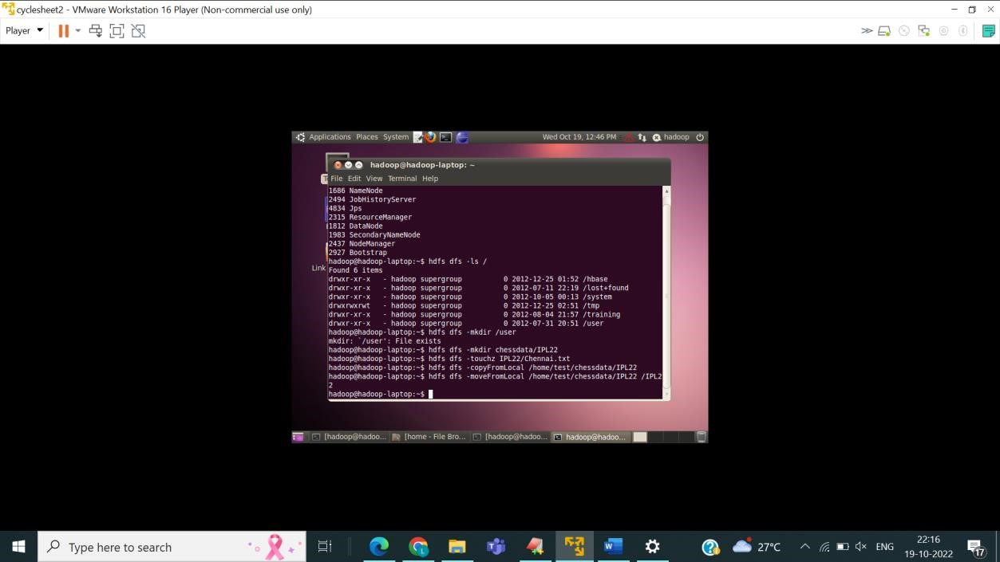 cyclesheet2 - VMware Workstation 16 Player (Non-commercial use only)
Player
Applications Places System Wed Oct 19, 12:46 PM hadoop
hadoop@hadoop-laptop: ~
File Edit View Terminal Help
1686 NameNode
2494 JobHistoryServer
4834 Jps
2315 ResourceManager
1812 DataNode
1983 SecondaryNameNode
2437 NodeManager
2927 Bootstrap
hadoop@hadoop-laptop:~$ hdfs dfs -ls /
Found 6 items
drwxr-xr-x - hadoop supergroup 0 2012-12-25 01:52 /hbase
drwxr-xr-x - hadoop supergroup 0 2012-07-11 22:19 /lost+found
drwxr-xr-x - hadoop supergroup 0 2012-10-05 00:13 /system
drwxrwxrwt - hadoop supergroup 0 2012-12-25 02:51 /tmp
drwxr-xr-x - hadoop supergroup 0 2012-08-04 21:57 /training
drwxr-xr-x - hadoop supergroup 0 2012-07-31 20:51 /user
hadoop@hadoop-laptop:~$ hdfs dfs -mkdir /user
mkdir: `/user': File exists
hadoop@hadoop-laptop:~$ hdfs dfs -mkdir chessdata/IPL22
hadoop@hadoop-laptop:~$ hdfs dfs -touchz IPL22/Chennai.txt
hadoop@hadoop-laptop:~$ hdfs dfs -copyFromLocal /home/test/chessdata/IPL22
hadoop@hadoop-laptop:~$ hdfs dfs -moveFromLocal /home/test/chessdata/IPL22 /IPL2
2
hadoop@hadoop-laptop:~$
Link
[hadoop@hadoo... [home - File Bro... [hadoop@hadoo... hadoop@hadoo...
Type here to search 27°C ENG 22:16
19-10-2022
17